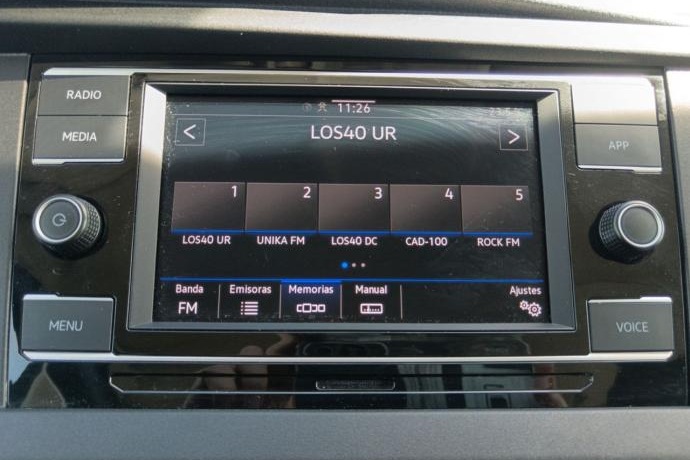 RADIO
MEDIA
MENU
11:26
LOS40 UR
<
>
1
2
3
4
5
LOS40 UR
UNIKA FM
LOS40 DC
CAD-100
ROCK FM
Banda
FM
Emisoras
Memorias
Manual
Ajustes
APP
VOICE